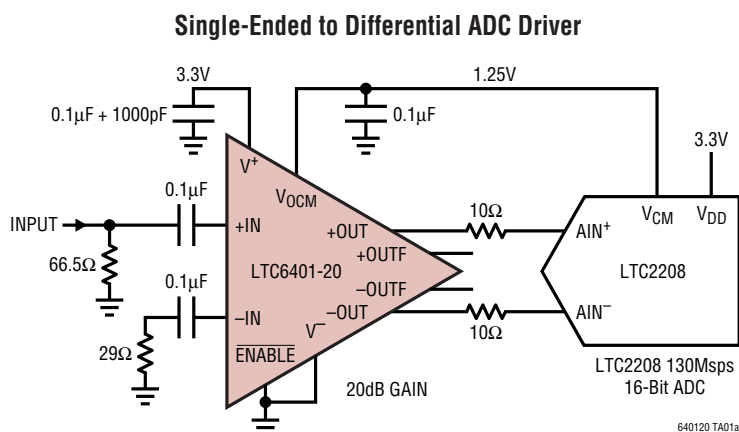 Single-Ended to Differential ADC Driver
3.3V
1.25V
0.1µF + 1000pF
0.1µF
3.3V
V+
VOCM
0.1µF
INPUT
+IN
66.5Ω
LTC6401-20
+OUT
+OUTF
–OUTF
–OUT
10Ω
10Ω
AIN+
AIN–
VCM
VDD
LTC2208
0.1µF
–IN
29Ω
V–
ENABLE
20dB GAIN
LTC2208 130Msps
16-Bit ADC
640120 TA01a